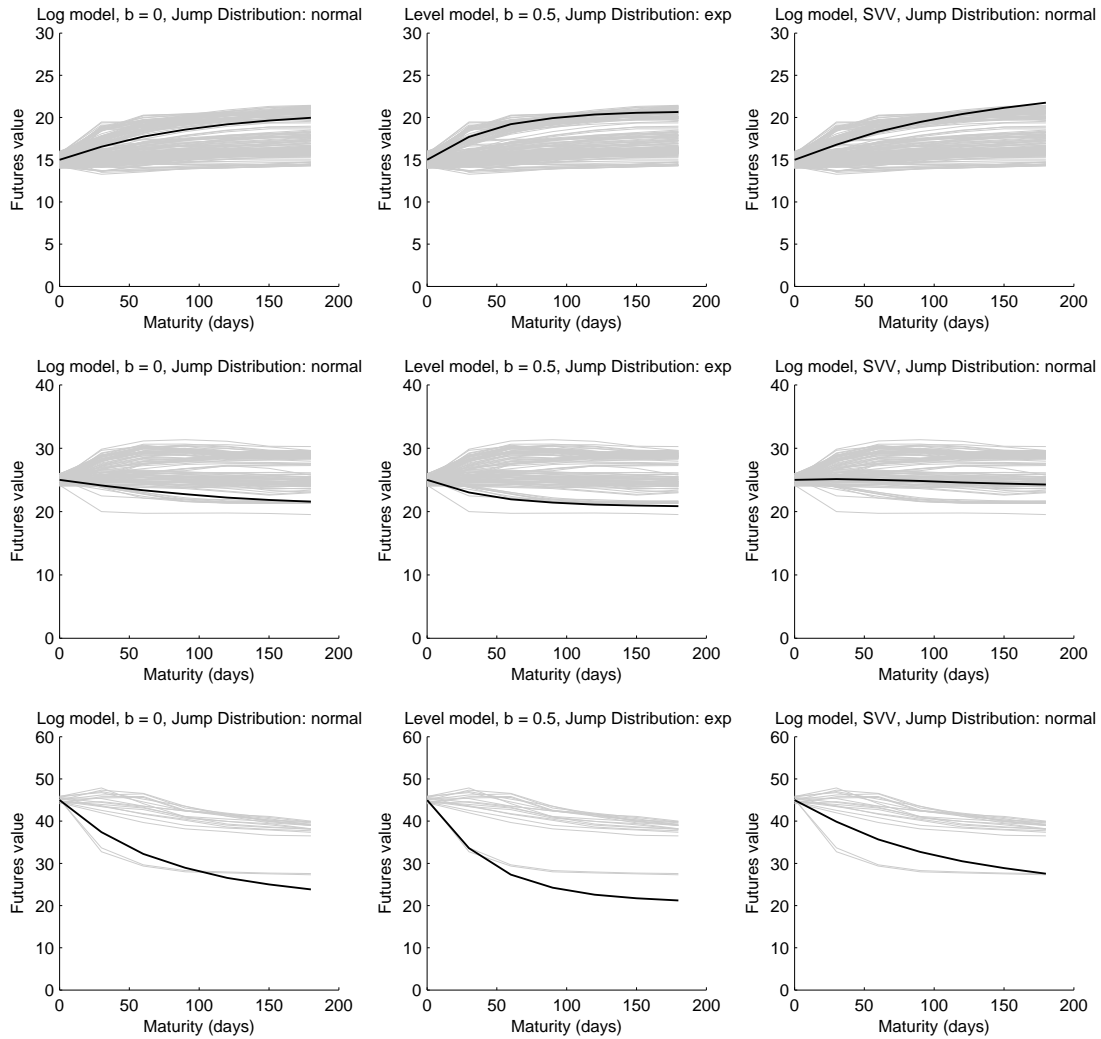 Log model, b = 0, Jump Distribution: normal
Futures value
30
25
20
15
10
5
0
0 50 100 150 200
Maturity (days)
Level model, b = 0.5, Jump Distribution: exp
Futures value
30
25
20
15
10
5
0
0 50 100 150 200
Maturity (days)
Log model, SVV, Jump Distribution: normal
Futures value
30
25
20
15
10
5
0
0 50 100 150 200
Maturity (days)
Log model, b = 0, Jump Distribution: normal
Futures value
40
30
20
10
0
0 50 100 150 200
Maturity (days)
Level model, b = 0.5, Jump Distribution: exp
Futures value
40
30
20
10
0
0 50 100 150 200
Maturity (days)
Log model, SVV, Jump Distribution: normal
Futures value
40
30
20
10
0
0 50 100 150 200
Maturity (days)
Log model, b = 0, Jump Distribution: normal
Futures value
60
50
40
30
20
10
0
0 50 100 150 200
Maturity (days)
Level model, b = 0.5, Jump Distribution: exp
Futures value
60
50
40
30
20
10
0
0 50 100 150 200
Maturity (days)
Log model, SVV, Jump Distribution: normal
Futures value
60
50
40
30
20
10
0
0 50 100 150 200
Maturity (days)